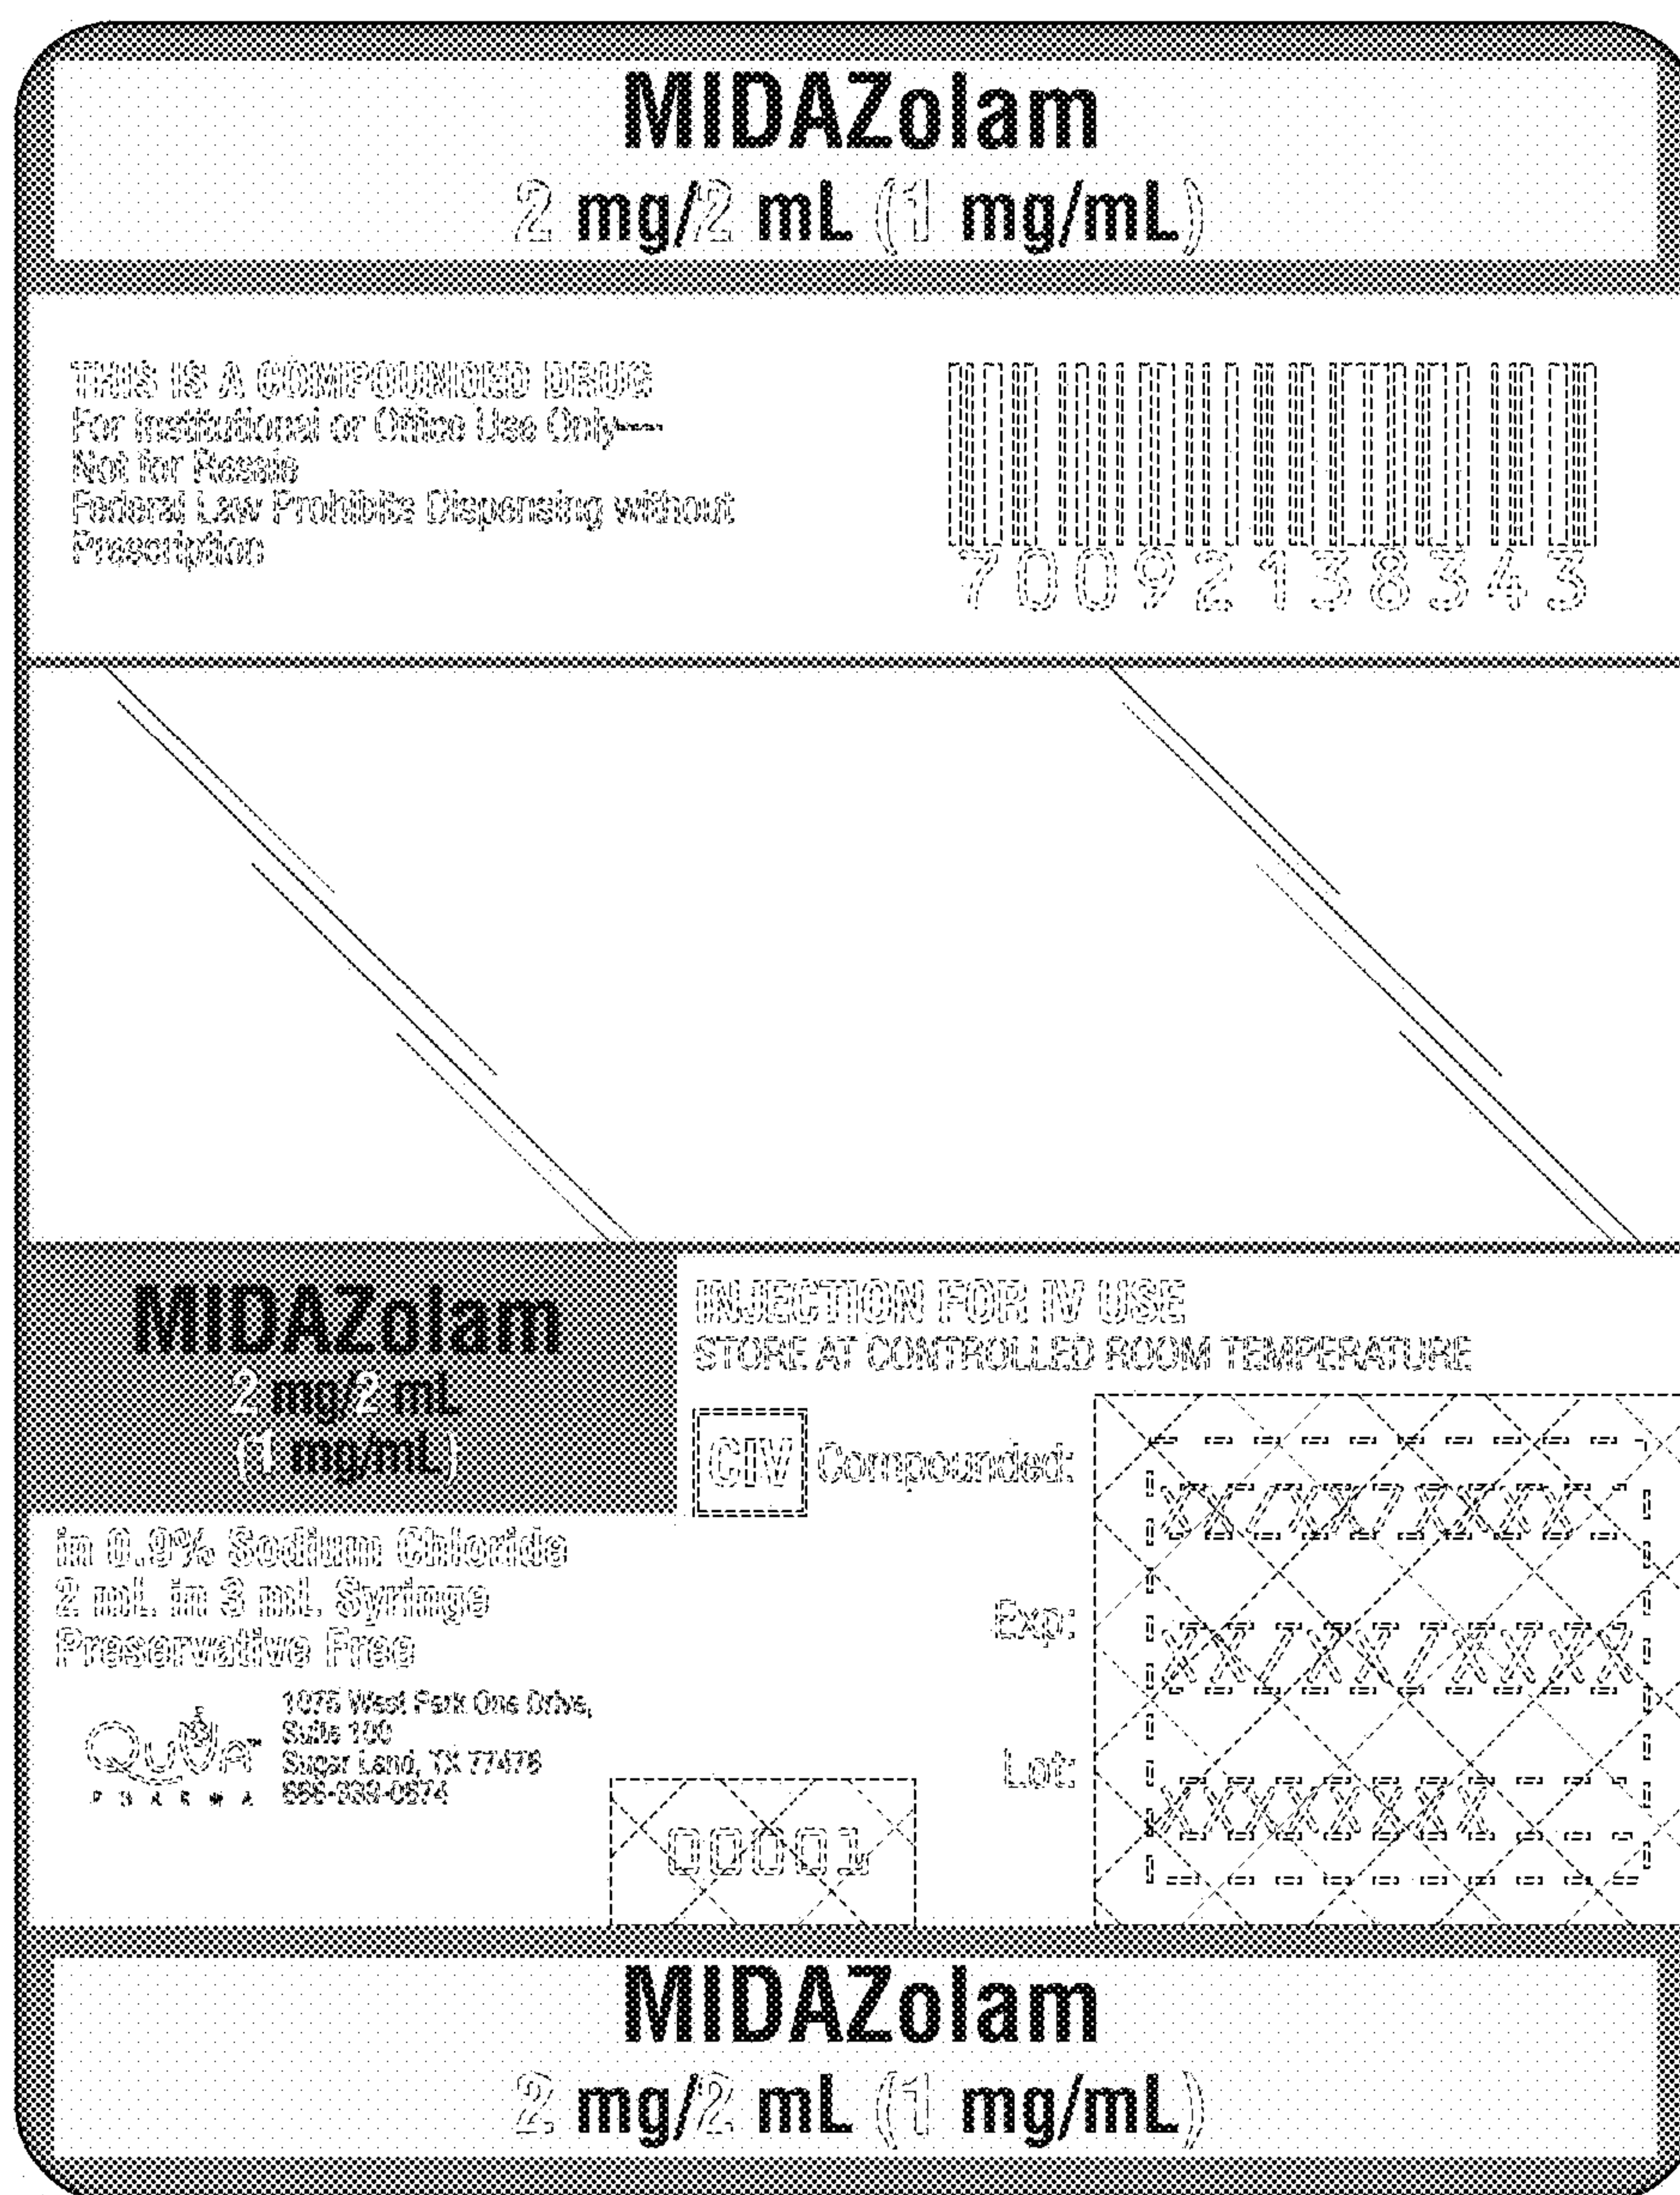 MIDAZolam
2 mg/2 mL (1 mg/mL)
THIS IS A COMPOUNDED DRUG
For Institutional or Office Use Only—
Not for Resale
Federal Law Prohibits Dispensing without
Prescription
70092138343
MIDAZolam
2 mg/2 mL
(1 mg/mL)
in 0.9% Sodium Chloride
2 mL in 3 mL Syringe
Preservative Free
QuVa™
PHARMA
1075 West Park One Drive,
Suite 100
Sugar Land, TX 77478
INJECTION FOR IV USE
STORE AT CONTROLLED ROOM TEMPERATURE
CIV Compounded: XX/XX/XXXX
Exp: XX/XX/XXXX
Lot: XXXXXXXX
00001
MIDAZolam
2 mg/2 mL (1 mg/mL)